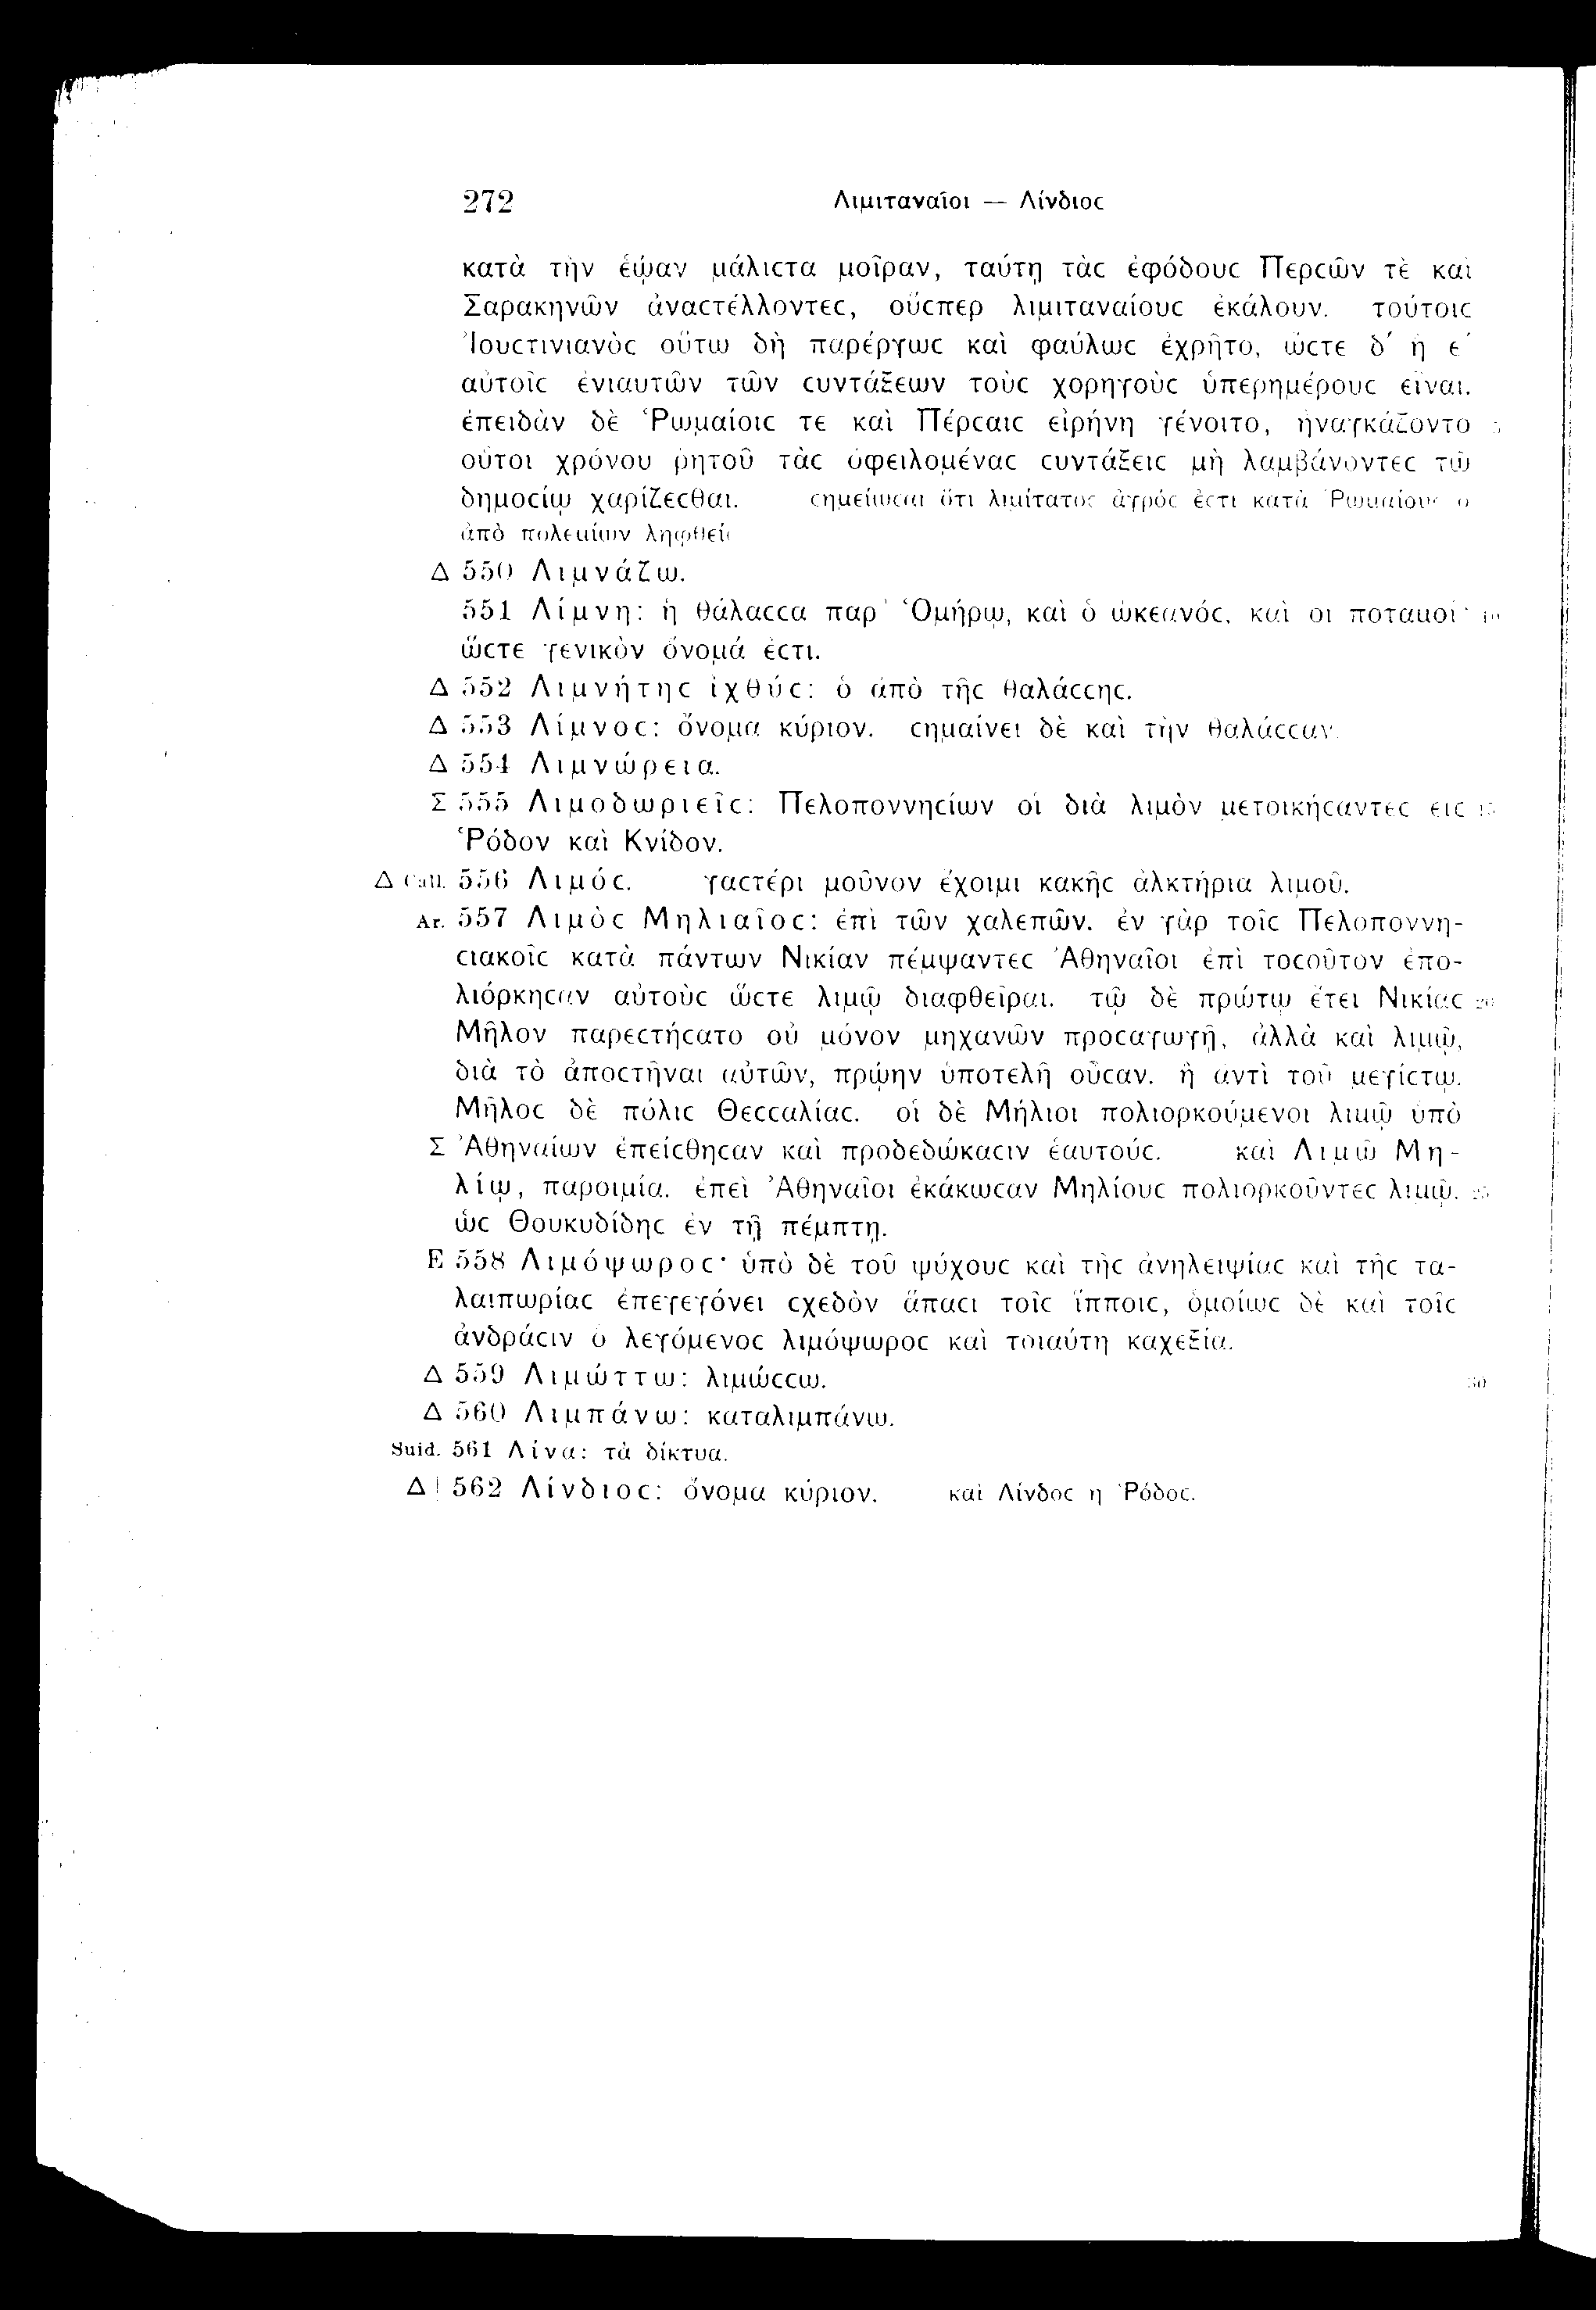 272 Λιμιταναῖοι — Λίνδιοϲ
κατὰ τὴν ἑῴαν μάλιϲτα μοῖραν, ταύτῃ τὰϲ ἐφόδουϲ Περϲῶν τὲ καὶ
Σαρακηνῶν ἀναϲτέλλοντεϲ, οὕϲπερ λιμιταναίουϲ ἐκάλουν. τούτοιϲ
Ἰουϲτινιανὸϲ οὕτω δὴ παρέργωϲ καὶ φαύλωϲ ἐχρῆτο, ὥϲτε δ΄ ἢ ε΄
αὐτοῖϲ ἐνιαυτῶν τῶν ϲυντάξεων τοὺϲ χορηγοὺϲ ὑπερημέρουϲ εἶναι.
ἐπειδὰν δὲ Ῥωμαίοιϲ τε καὶ Πέρϲαιϲ εἰρήνη γένοιτο, ἠναγκάζοντο 5
οὗτοι χρόνου ῥητοῦ τὰϲ ὀφειλομέναϲ ϲυντάξειϲ μὴ λαμβάνοντεϲ τῷ
δημοϲίῳ χαρίζεϲθαι. ϲημείωϲαι ὅτι λιμίτατοϲ ἀγρόϲ ἐϲτι κατὰ Ῥωμαίουϲ ὁ
ἀπὸ πολεμίων ληφθείϲ
Δ 550 Λιμνάζω.
551 Λίμνη: ἡ θάλαϲϲα παρ' Ὁμήρῳ, καὶ ὁ ὠκεανόϲ, καὶ οἱ ποταμοί· 10
ὥϲτε γενικὸν ὄνομά ἐϲτι.
Δ 552 Λιμνήτηϲ ἰχθύϲ: ὁ ἀπὸ τῆϲ θαλάϲϲηϲ.
Δ 553 Λίμνοϲ: ὄνομα κύριον. ϲημαίνει δὲ καὶ τὴν θαλάϲϲαν.
Δ 554 Λιμνώρεια.
Σ 555 Λιμοδωριεῖϲ: Πελοποννηϲίων οἱ διὰ λιμὸν μετοικήϲαντεϲ εἰϲ 15
Ῥόδον καὶ Κνίδον.
Δ Call. 556 Λιμόϲ. γαϲτέρι μοῦνον ἔχοιμι κακῆϲ ἀλκτήρια λιμοῦ.
Ar. 557 Λιμὸϲ Μηλιαῖοϲ: ἐπὶ τῶν χαλεπῶν. ἐν γὰρ τοῖϲ Πελοποννη-
ϲιακοῖϲ κατὰ πάντων Νικίαν πέμψαντεϲ Ἀθηναῖοι ἐπὶ τοϲοῦτον ἐπο-
λιόρκηϲαν αὐτοὺϲ ὥϲτε λιμῷ διαφθεῖραι. τῷ δὲ πρώτῳ ἔτει Νικίαϲ 20
Μῆλον παρεϲτήϲατο οὐ μόνον μηχανῶν προϲαγωγῇ, ἀλλὰ καὶ λιμῷ,
διὰ τὸ ἀποϲτῆναι αὐτῶν, πρῴην ὑποτελῆ οὖϲαν. ἢ ἀντὶ τοῦ μεγίϲτῳ.
Μῆλοϲ δὲ πόλιϲ Θεϲϲαλίαϲ. οἱ δὲ Μήλιοι πολιορκούμενοι λιμῷ ὑπὸ
Σ Ἀθηναίων ἐπείϲθηϲαν καὶ προδεδώκαϲιν ἑαυτούϲ. καὶ Λιμῷ Μη-
λίῳ, παροιμία. ἐπεὶ Ἀθηναῖοι ἐκάκωϲαν Μηλίουϲ πολιορκοῦντεϲ λιμῷ. 25
ὡϲ Θουκυδίδηϲ ἐν τῇ πέμπτῃ.
Ε 558 Λιμόψωροϲ· ὑπὸ δὲ τοῦ ψύχουϲ καὶ τῆϲ ἀνηλειψίαϲ καὶ τῆϲ τα-
λαιπωρίαϲ ἐπεγεγόνει ϲχεδὸν ἅπαϲι τοῖϲ ἵπποιϲ, ὁμοίωϲ δὲ καὶ τοῖϲ
ἀνδράϲιν ὁ λεγόμενοϲ λιμόψωροϲ καὶ τοιαύτη καχεξία.
Δ 559 Λιμώττω: λιμώϲϲω. 30
Δ 560 Λιμπάνω: καταλιμπάνω.
Suid. 561 Λίνα: τὰ δίκτυα.
Δ | 562 Λίνδιοϲ: ὄνομα κύριον. καὶ Λίνδοϲ ἡ Ῥόδοϲ.